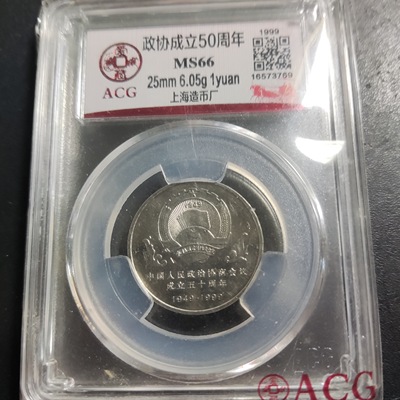 政协成立50周年
MS66
25mm 6.05g 1yuan
上海造币厂
1999
16573759
ACG
1949
中国人民政治协商会议
成立五十周年
1949-1999
©ACG